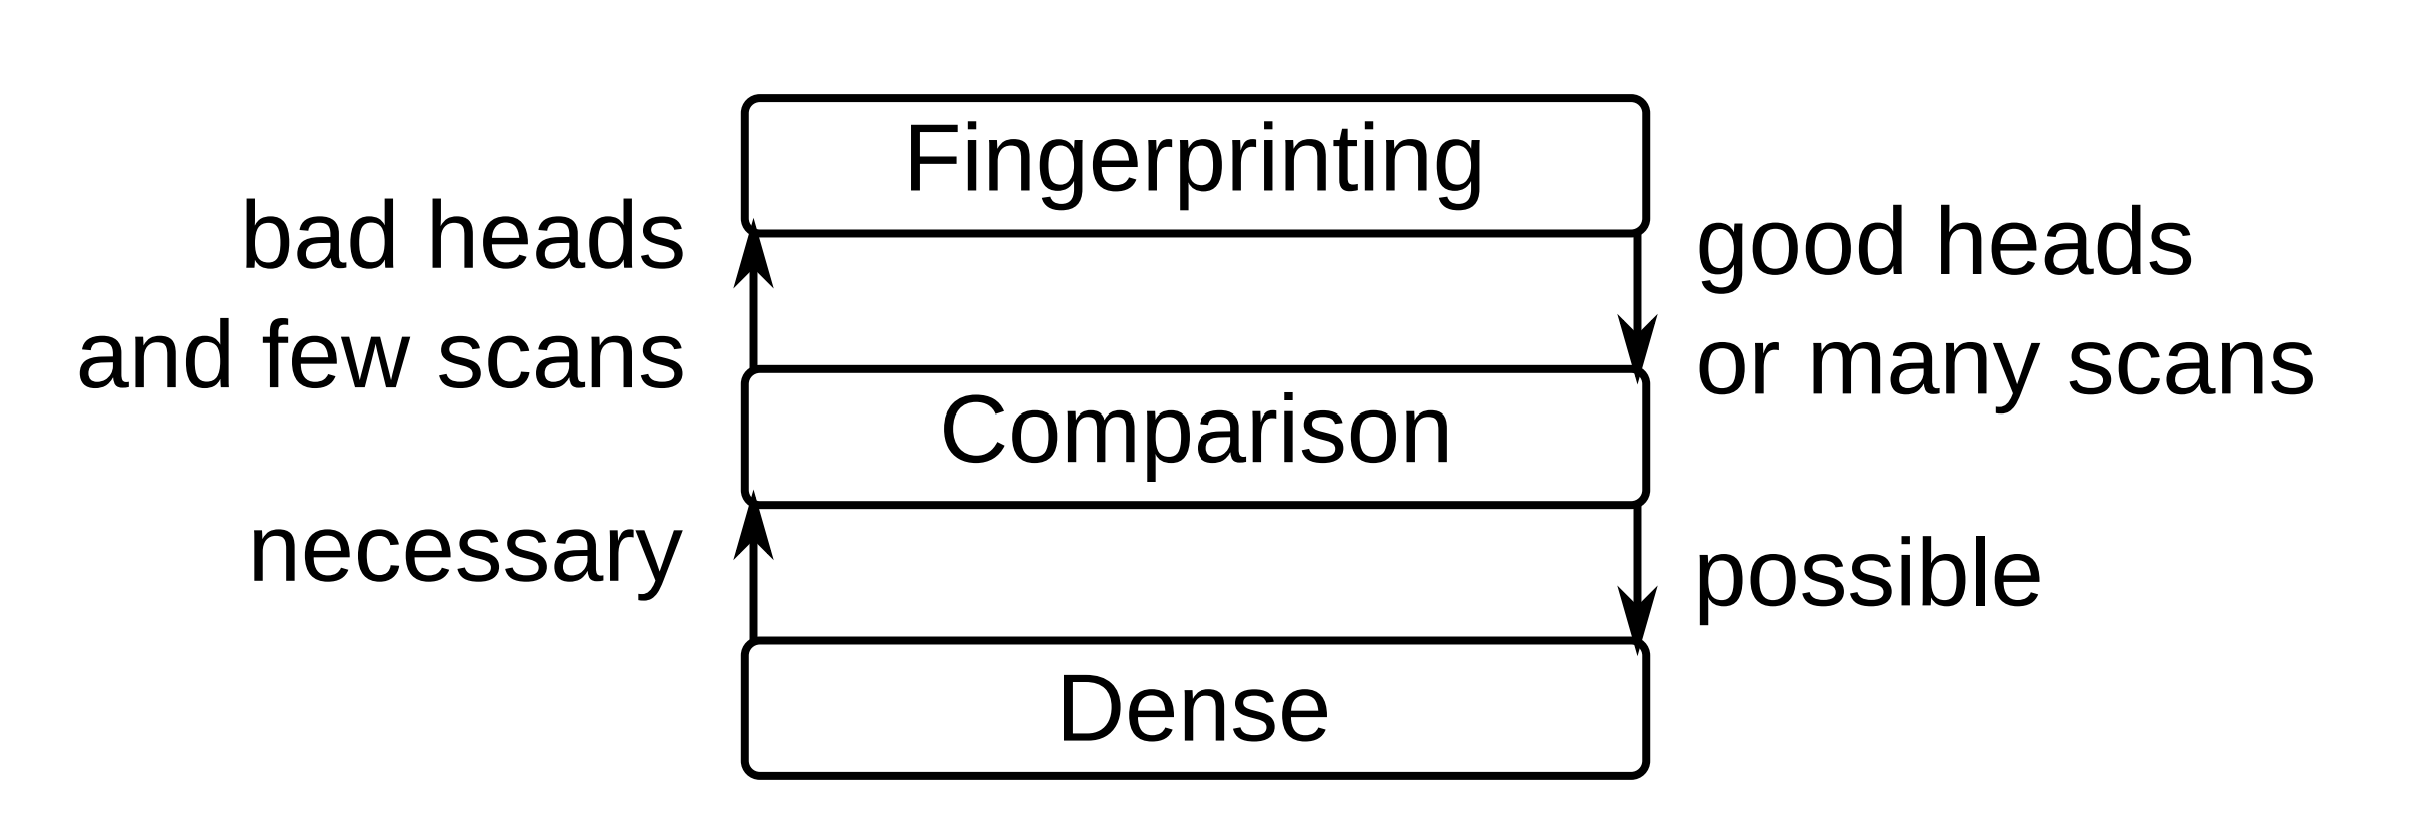 Fingerprinting
bad heads
and few scans
good heads
or many scans
Comparison
necessary
possible
Dense